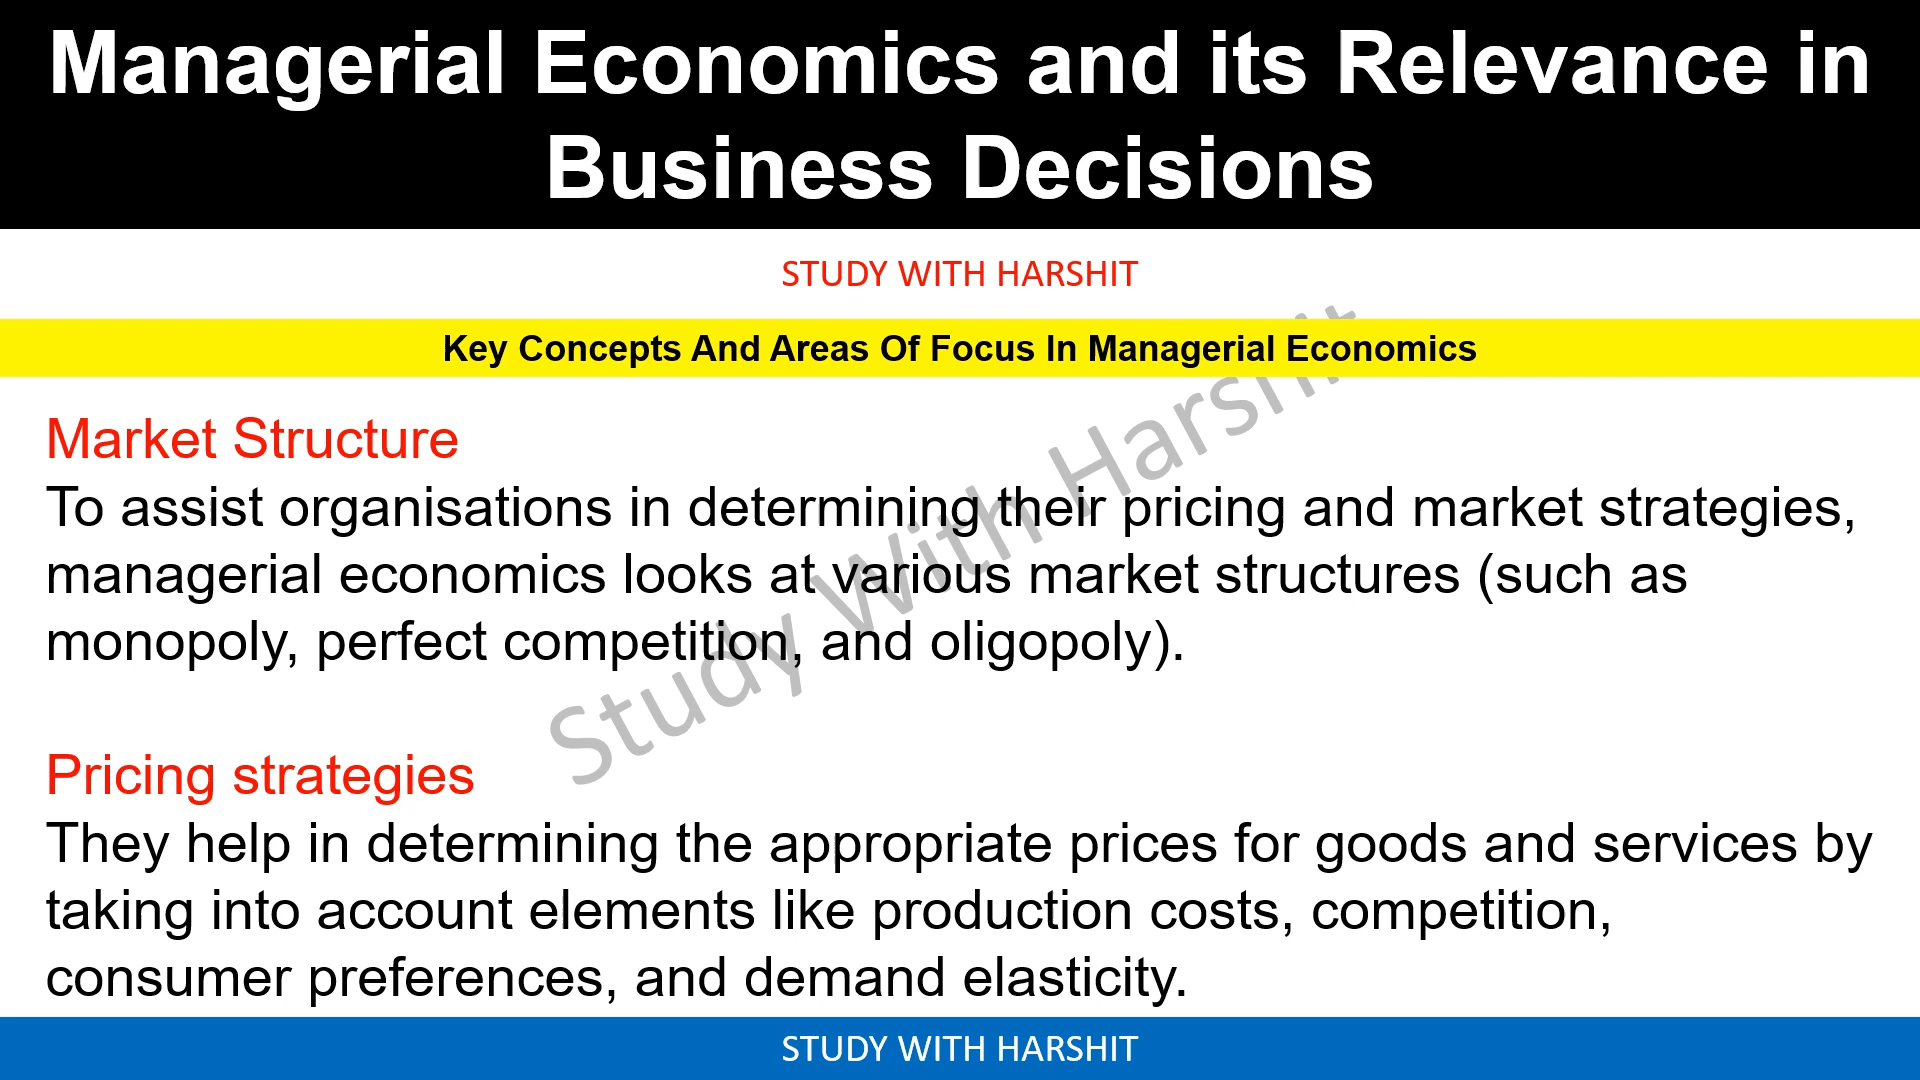 Managerial Economics and its Relevance in
Business Decisions
STUDY WITH HARSHIT
Key Concepts And Areas Of Focus In Managerial Economics
Market Structure
To assist organisations in determining their pricing and market strategies,
managerial economics looks at various market structures (such as
monopoly, perfect competition, and oligopoly).
Study With Harshit
Pricing strategies
They help in determining the appropriate prices for goods and services by
taking into account elements like production costs, competition,
consumer preferences, and demand elasticity.
STUDY WITH HARSHIT